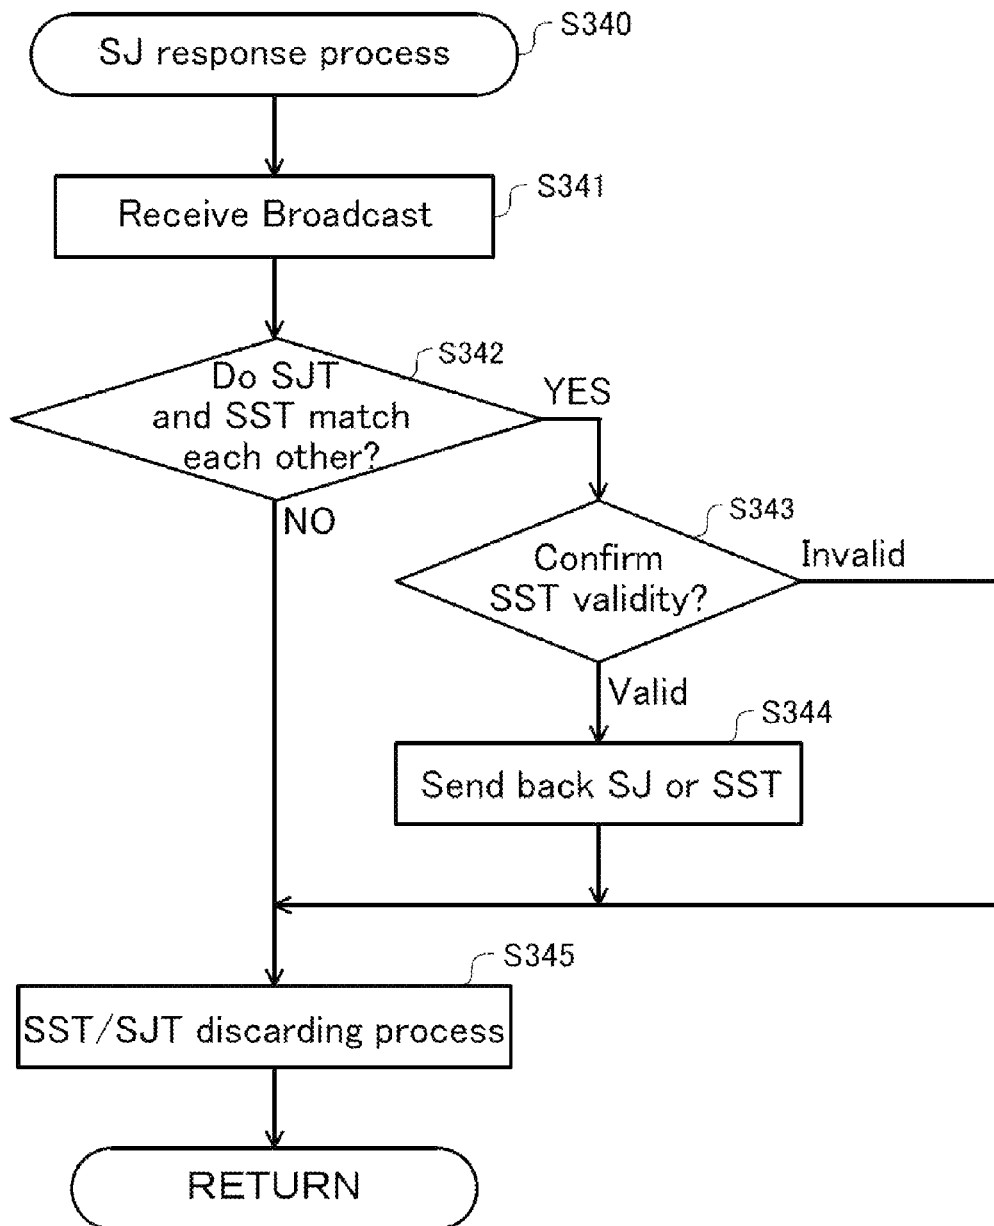 SJ response process
S340
Receive Broadcast
S341
Do SJT
and SST match
each other?
S342
YES
NO
Confirm
SST validity?
S343
Invalid
Valid
Send back SJ or SST
S344
SST/SJT discarding process
S345
RETURN